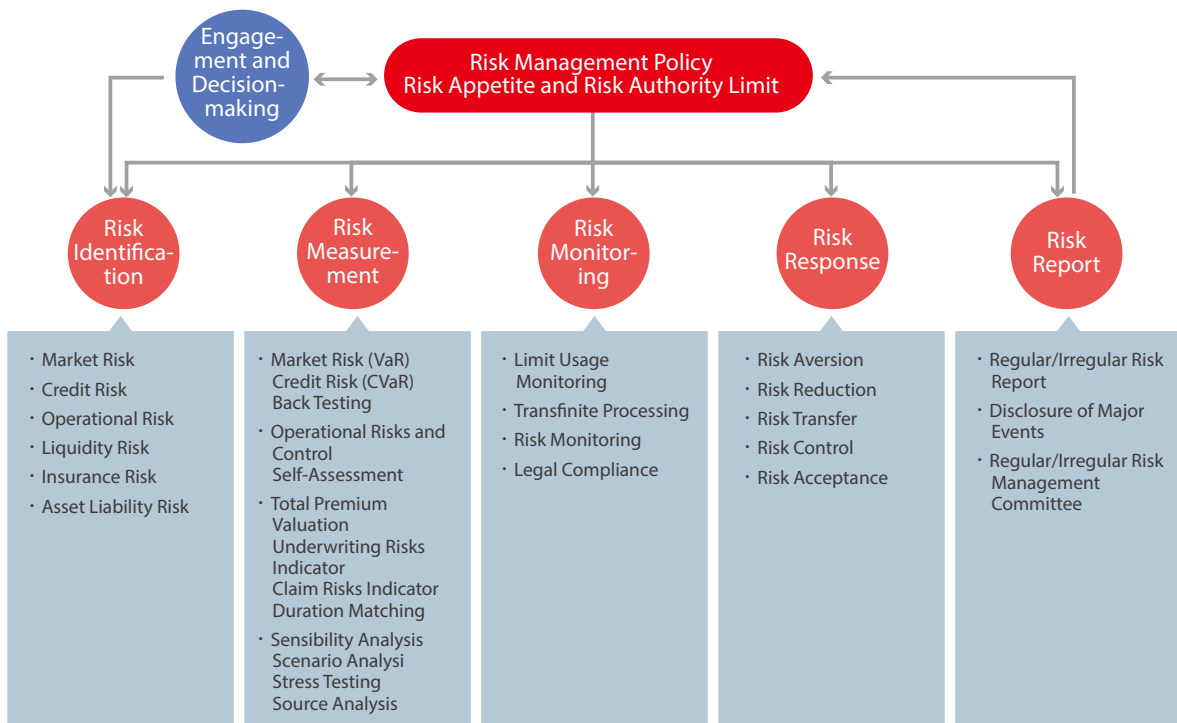 Engage-
ment and
Decision-
making
Risk Management Policy
Risk Appetite and Risk Authority Limit
Risk
Identifica-
tion
Risk
Measure-
ment
Risk
Monitor-
ing
Risk
Response
Risk
Report
· Market Risk
· Credit Risk
· Operational Risk
· Liquidity Risk
· Insurance Risk
· Asset Liability Risk
· Market Risk (VaR)
Credit Risk (CVaR)
Back Testing
· Operational Risks and
Control
Self-Assessment
· Total Premium
Valuation
Underwriting Risks
Indicator
Claim Risks Indicator
Duration Matching
· Sensibility Analysis
Scenario Analysi
Stress Testing
Source Analysis
· Limit Usage
Monitoring
· Transfinite Processing
· Risk Monitoring
· Legal Compliance
· Risk Aversion
· Risk Reduction
· Risk Transfer
· Risk Control
· Risk Acceptance
· Regular/Irregular Risk
Report
· Disclosure of Major
Events
· Regular/Irregular Risk
Management
Committee